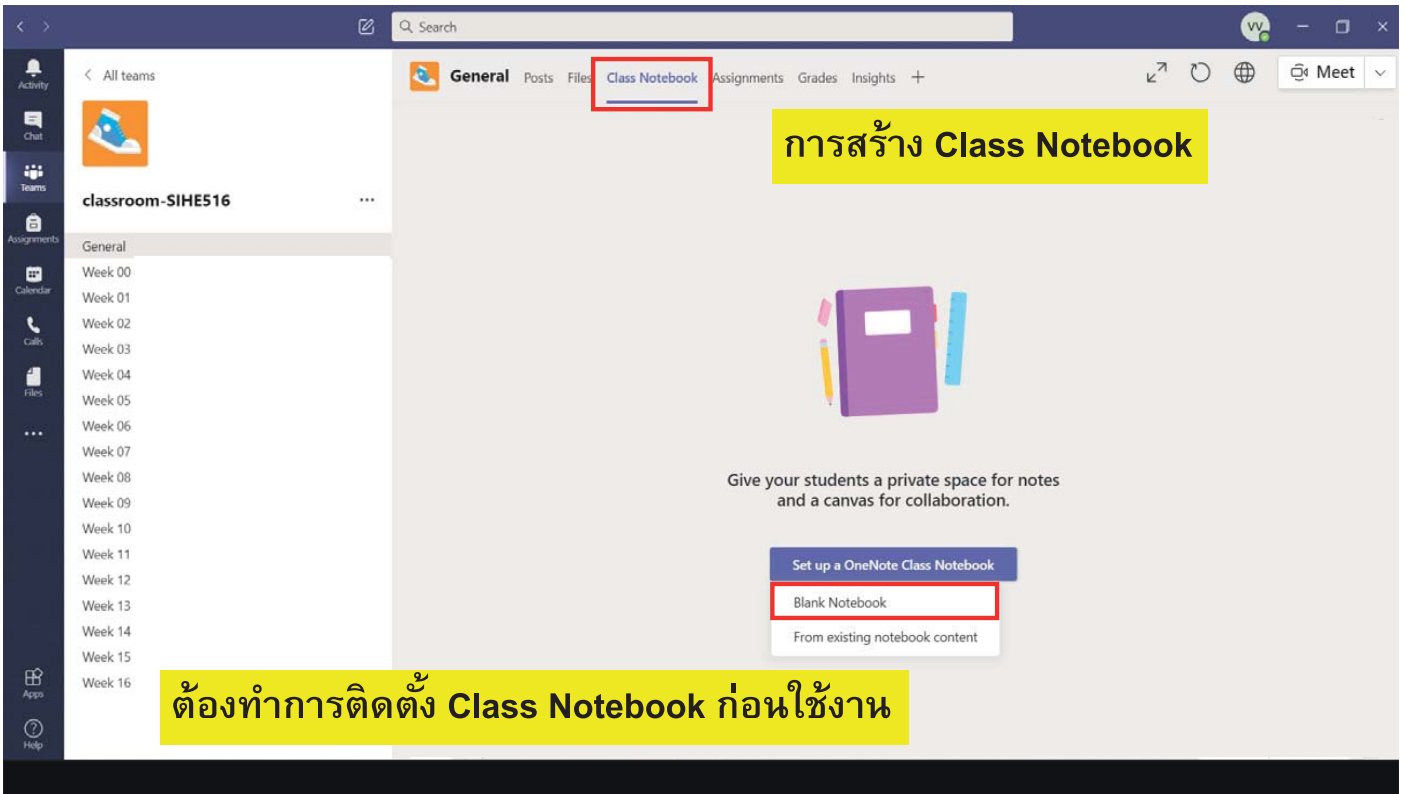 Search
VV
Activity
Chat
Teams
Assignments
Calendar
Calls
Files
Apps
Help
All teams
classroom-SIHE516
General
Week 00
Week 01
Week 02
Week 03
Week 04
Week 05
Week 06
Week 07
Week 08
Week 09
Week 10
Week 11
Week 12
Week 13
Week 14
Week 15
Week 16
General Posts Files Class Notebook Assignments Grades Insights
Meet
การสร้าง Class Notebook
Give your students a private space for notes
and a canvas for collaboration.
Set up a OneNote Class Notebook
Blank Notebook
From existing notebook content
ต้องทำการติดตั้ง Class Notebook ก่อนใช้งาน